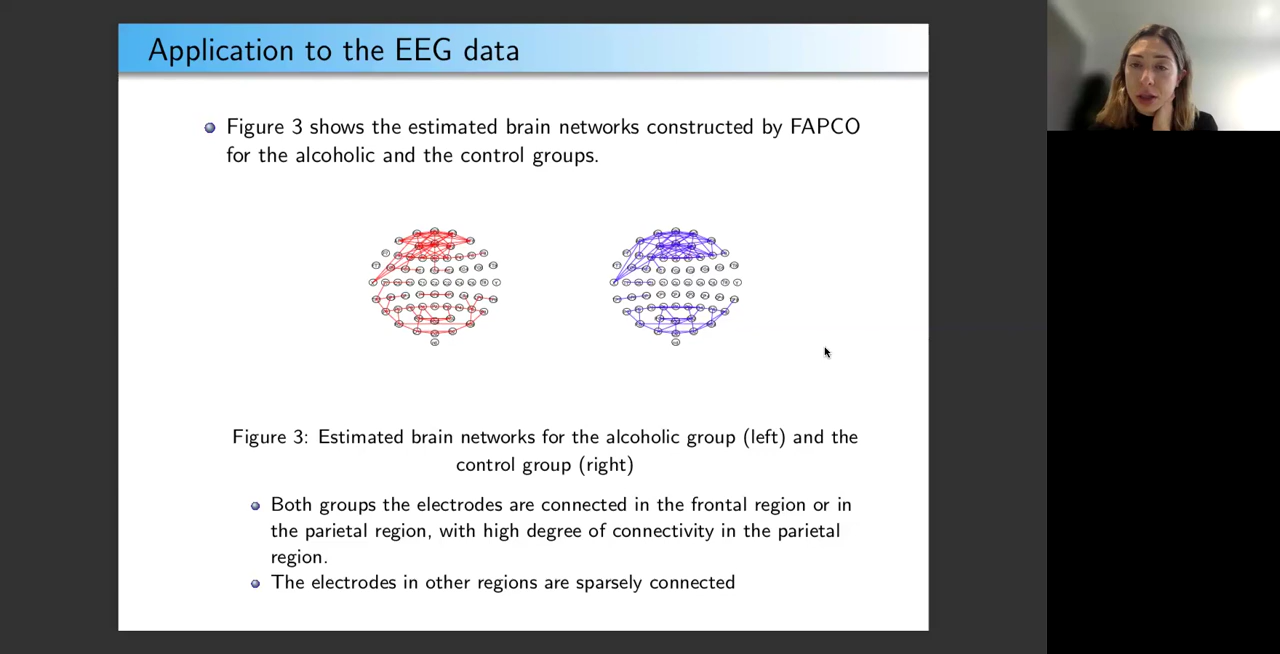 Application to the EEG data
Figure 3 shows the estimated brain networks constructed by FAPCO
for the alcoholic and the control groups.
Figure 3: Estimated brain networks for the alcoholic group (left) and the
control group (right)
Both groups the electrodes are connected in the frontal region or in
the parietal region, with high degree of connectivity in the parietal
region.
The electrodes in other regions are sparsely connected